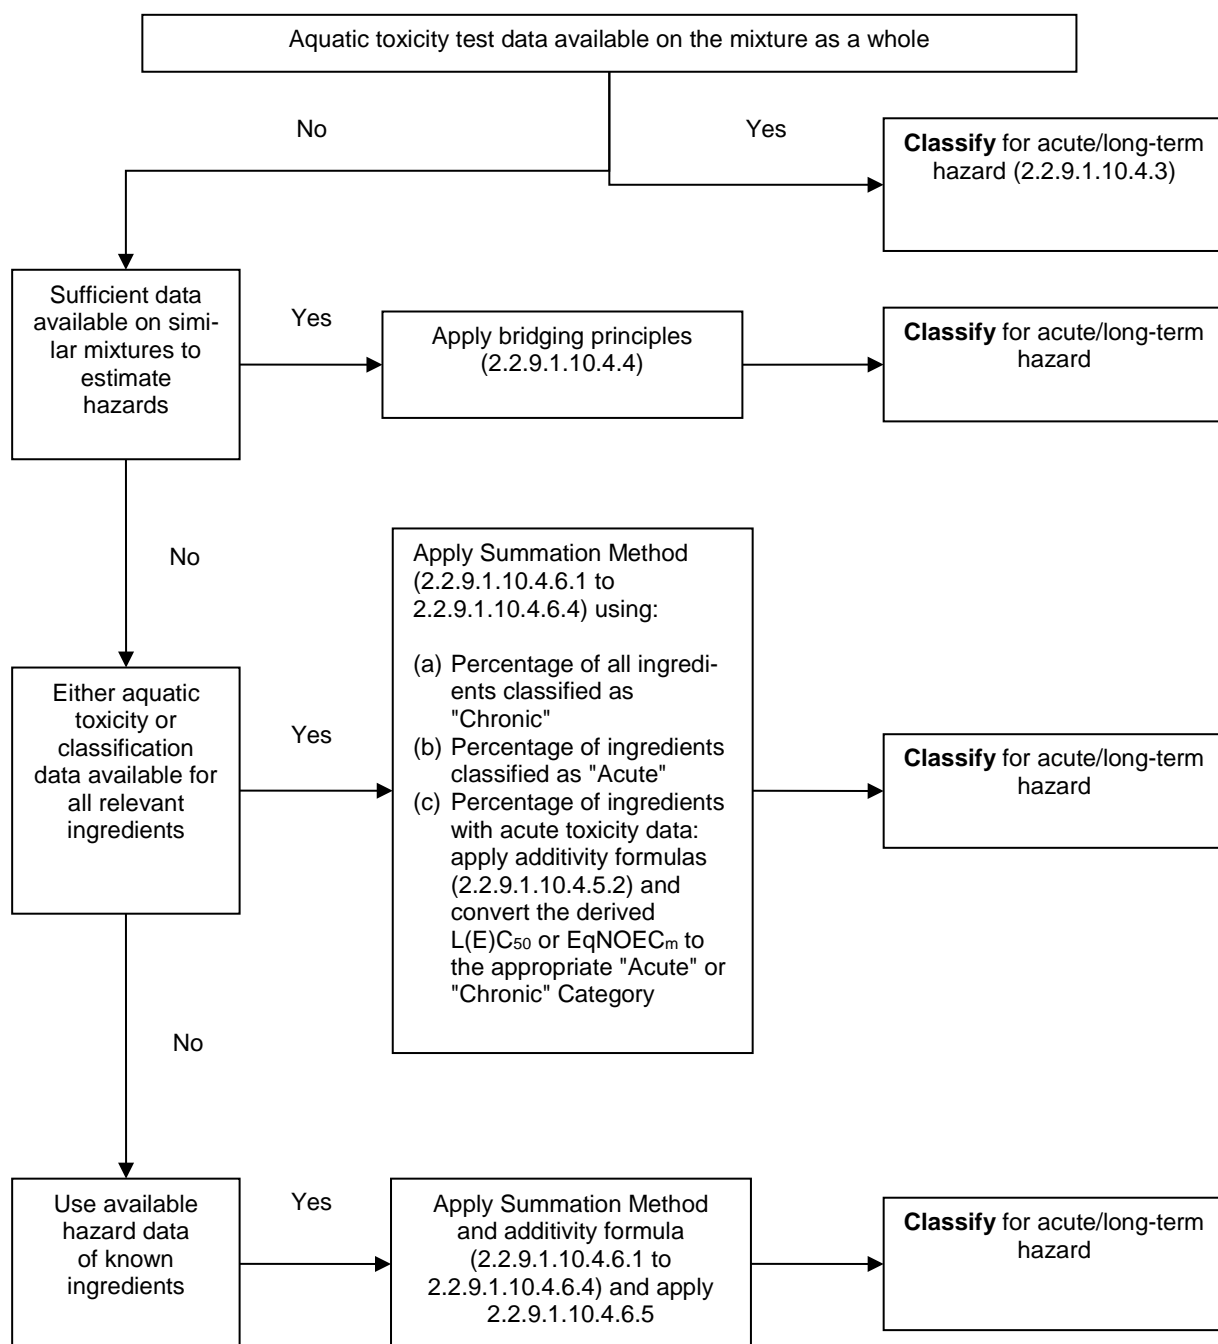 Aquatic toxicity test data available on the mixture as a whole
No
Yes
Classify for acute/long-term
hazard (2.2.9.1.10.4.3)
Sufficient data
available on simi-
lar mixtures to
estimate
hazards
Yes
Apply bridging principles
(2.2.9.1.10.4.4)
Classify for acute/long-term
hazard
No
Either aquatic
toxicity or
classification
data available for
all relevant
ingredients
Yes
Apply Summation Method
(2.2.9.1.10.4.6.1 to
2.2.9.1.10.4.6.4) using:
(a) Percentage of all ingredi-
ents classified as
"Chronic"
(b) Percentage of ingredients
classified as "Acute"
(c) Percentage of ingredients
with acute toxicity data:
apply additivity formulas
(2.2.9.1.10.4.5.2) and
convert the derived
L(E)C50 or EqNOECm to
the appropriate "Acute" or
"Chronic" Category
Classify for acute/long-term
hazard
No
Use available
hazard data
of known
ingredients
Yes
Apply Summation Method
and additivity formula
(2.2.9.1.10.4.6.1 to
2.2.9.1.10.4.6.4) and apply
2.2.9.1.10.4.6.5
Classify for acute/long-term
hazard